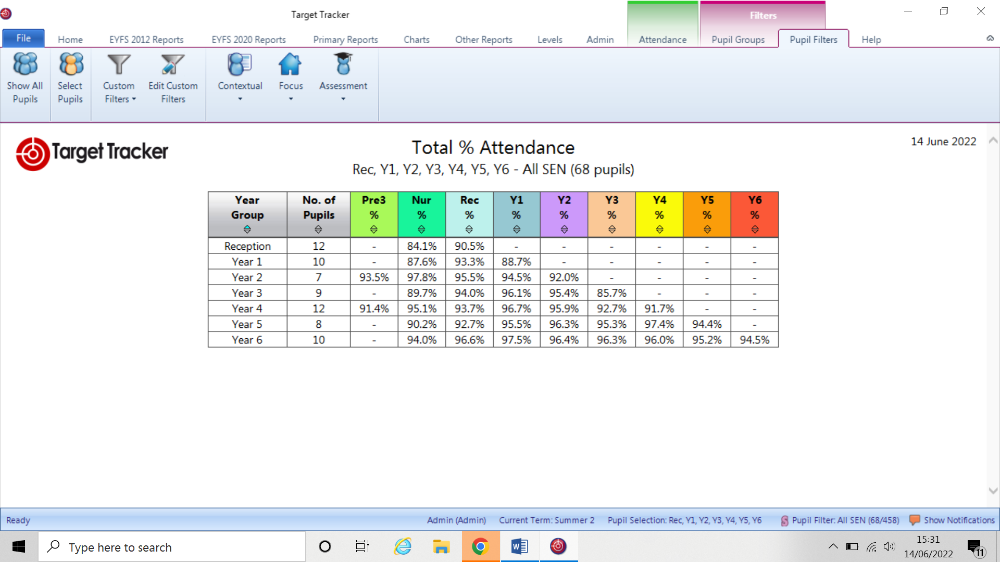 Target Tracker
Filters
File Home EYFS 2012 Reports EYFS 2020 Reports Primary Reports Charts Other Reports Levels Admin Attendance Pupil Groups Pupil Filters Help
Show All Pupils
Select Pupils
Custom Filters
Edit Custom Filters
Contextual
Focus
Assessment
Target Tracker
Total % Attendance
14 June 2022
Rec, Y1, Y2, Y3, Y4, Y5, Y6 - All SEN (68 pupils)
Year No. of Pre3 Nur Rec Y1 Y2 Y3 Y4 Y5 Y6
Group Pupils % % % % % % % % %
Reception 12 - 84.1% 90.5% - - - - - -
Year 1 10 - 87.6% 93.3% 88.7% - - - - -
Year 2 7 93.5% 97.8% 95.5% 94.5% 92.0% - - - -
Year 3 9 - 89.7% 94.0% 96.1% 95.4% 85.7% - - -
Year 4 12 91.4% 95.1% 93.7% 96.7% 95.9% 92.7% 91.7% - -
Year 5 8 - 90.2% 92.7% 95.5% 96.3% 95.3% 97.4% 94.4% -
Year 6 10 - 94.0% 96.6% 97.5% 96.4% 96.3% 96.0% 95.2% 94.5%
Ready Admin (Admin) Current Term: Summer 2 Pupil Selection: Rec, Y1, Y2, Y3, Y4, Y5, Y6 Pupil Filter: All SEN (68/458) Show Notifications
Type here to search
W
15:31
14/06/2022
11